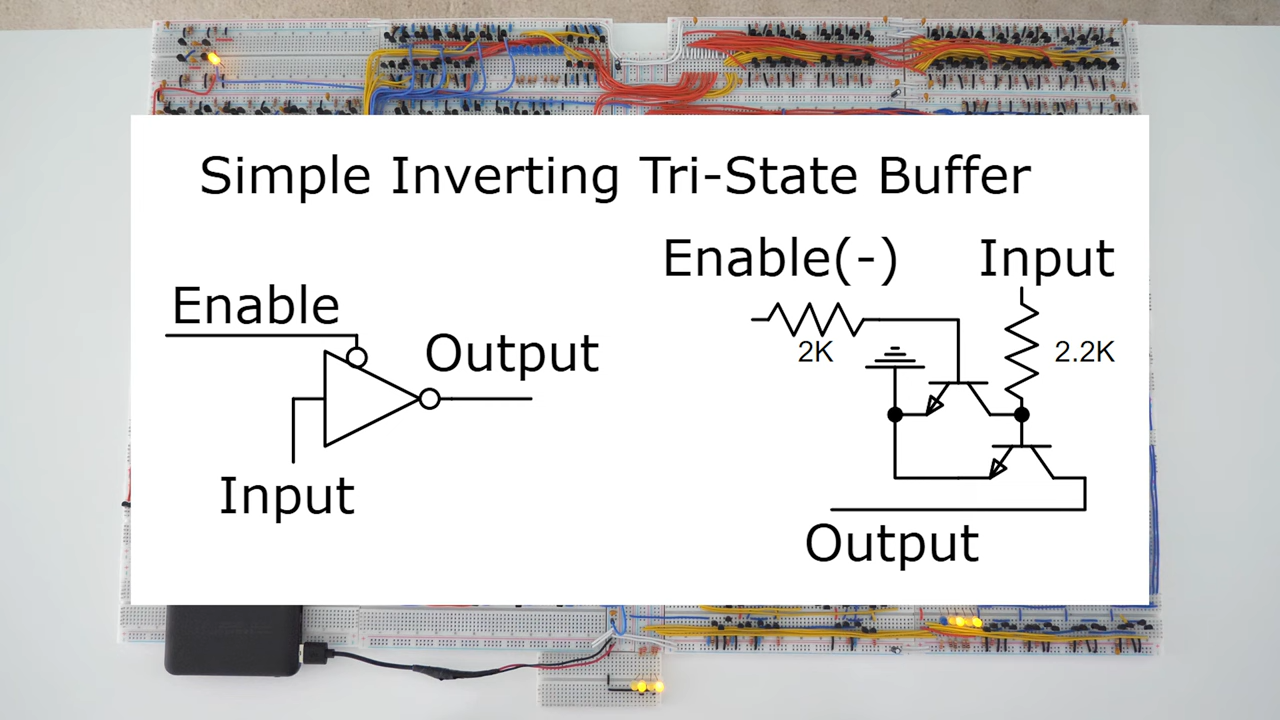 Simple Inverting Tri-State Buffer
Enable
Output
Input
Enable(-)
Input
2K
2.2K
Output